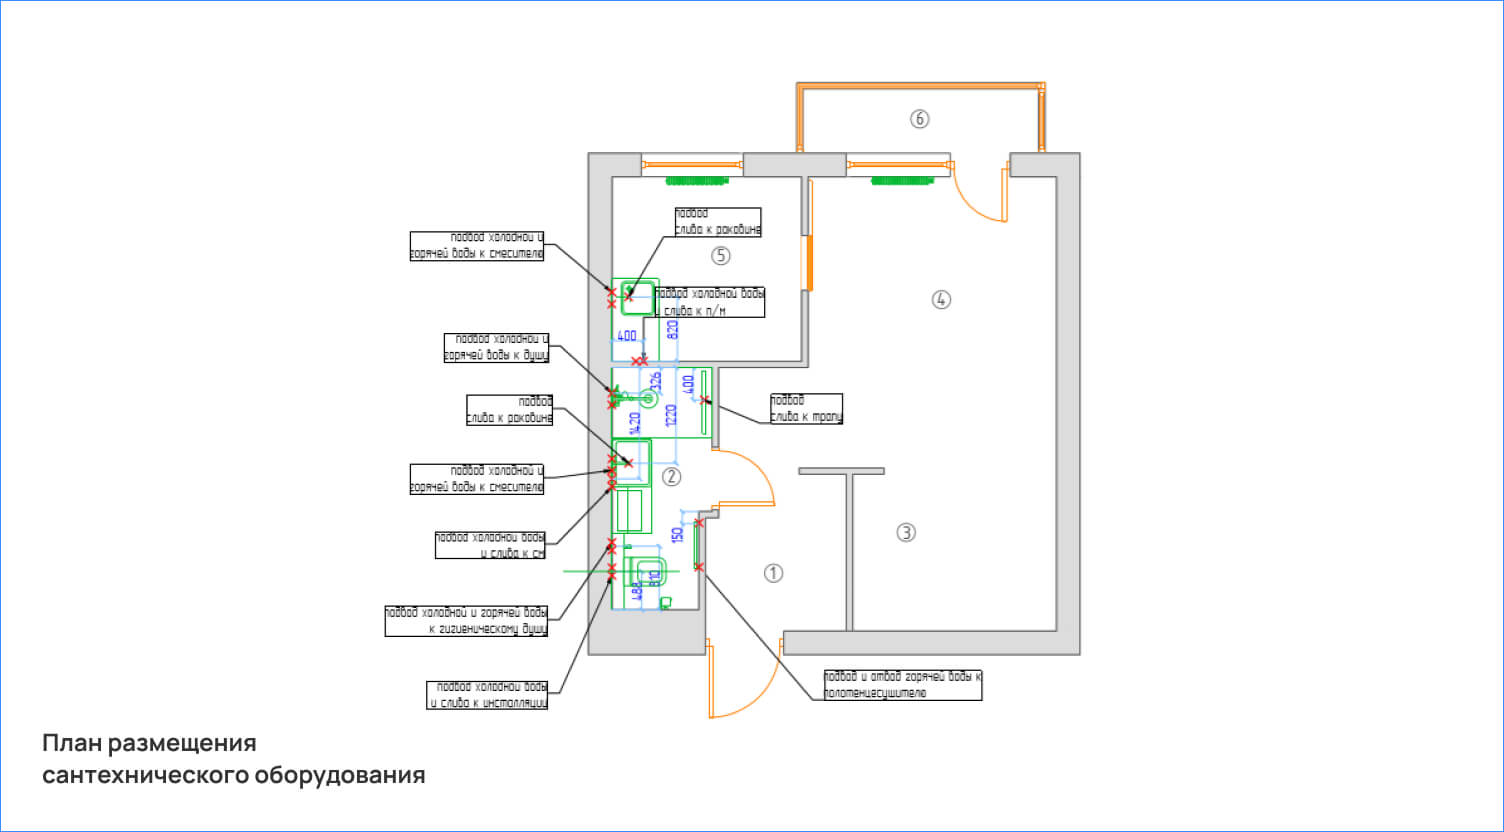 6
подвод
слива к раковине
5
подвод холодной и
горячей воды к смесителю
подвод холодной воды
и слива к п/м
4
400
820
подвод холодной и
горячей воды к душу
326
400
подвод
слива к раковине
1420
1220
подвод
слива к трапу
подвод холодной и
горячей воды к смесителю
2
подвод холодной воды
и слива к см
150
3
1
488
810
подвод холодной и горячей воды
к гигиеническому душу
подвод холодной воды
и слива к инсталляции
подвод и отвод горячей воды к
полотенцесушителю
План размещения
сантехнического оборудования